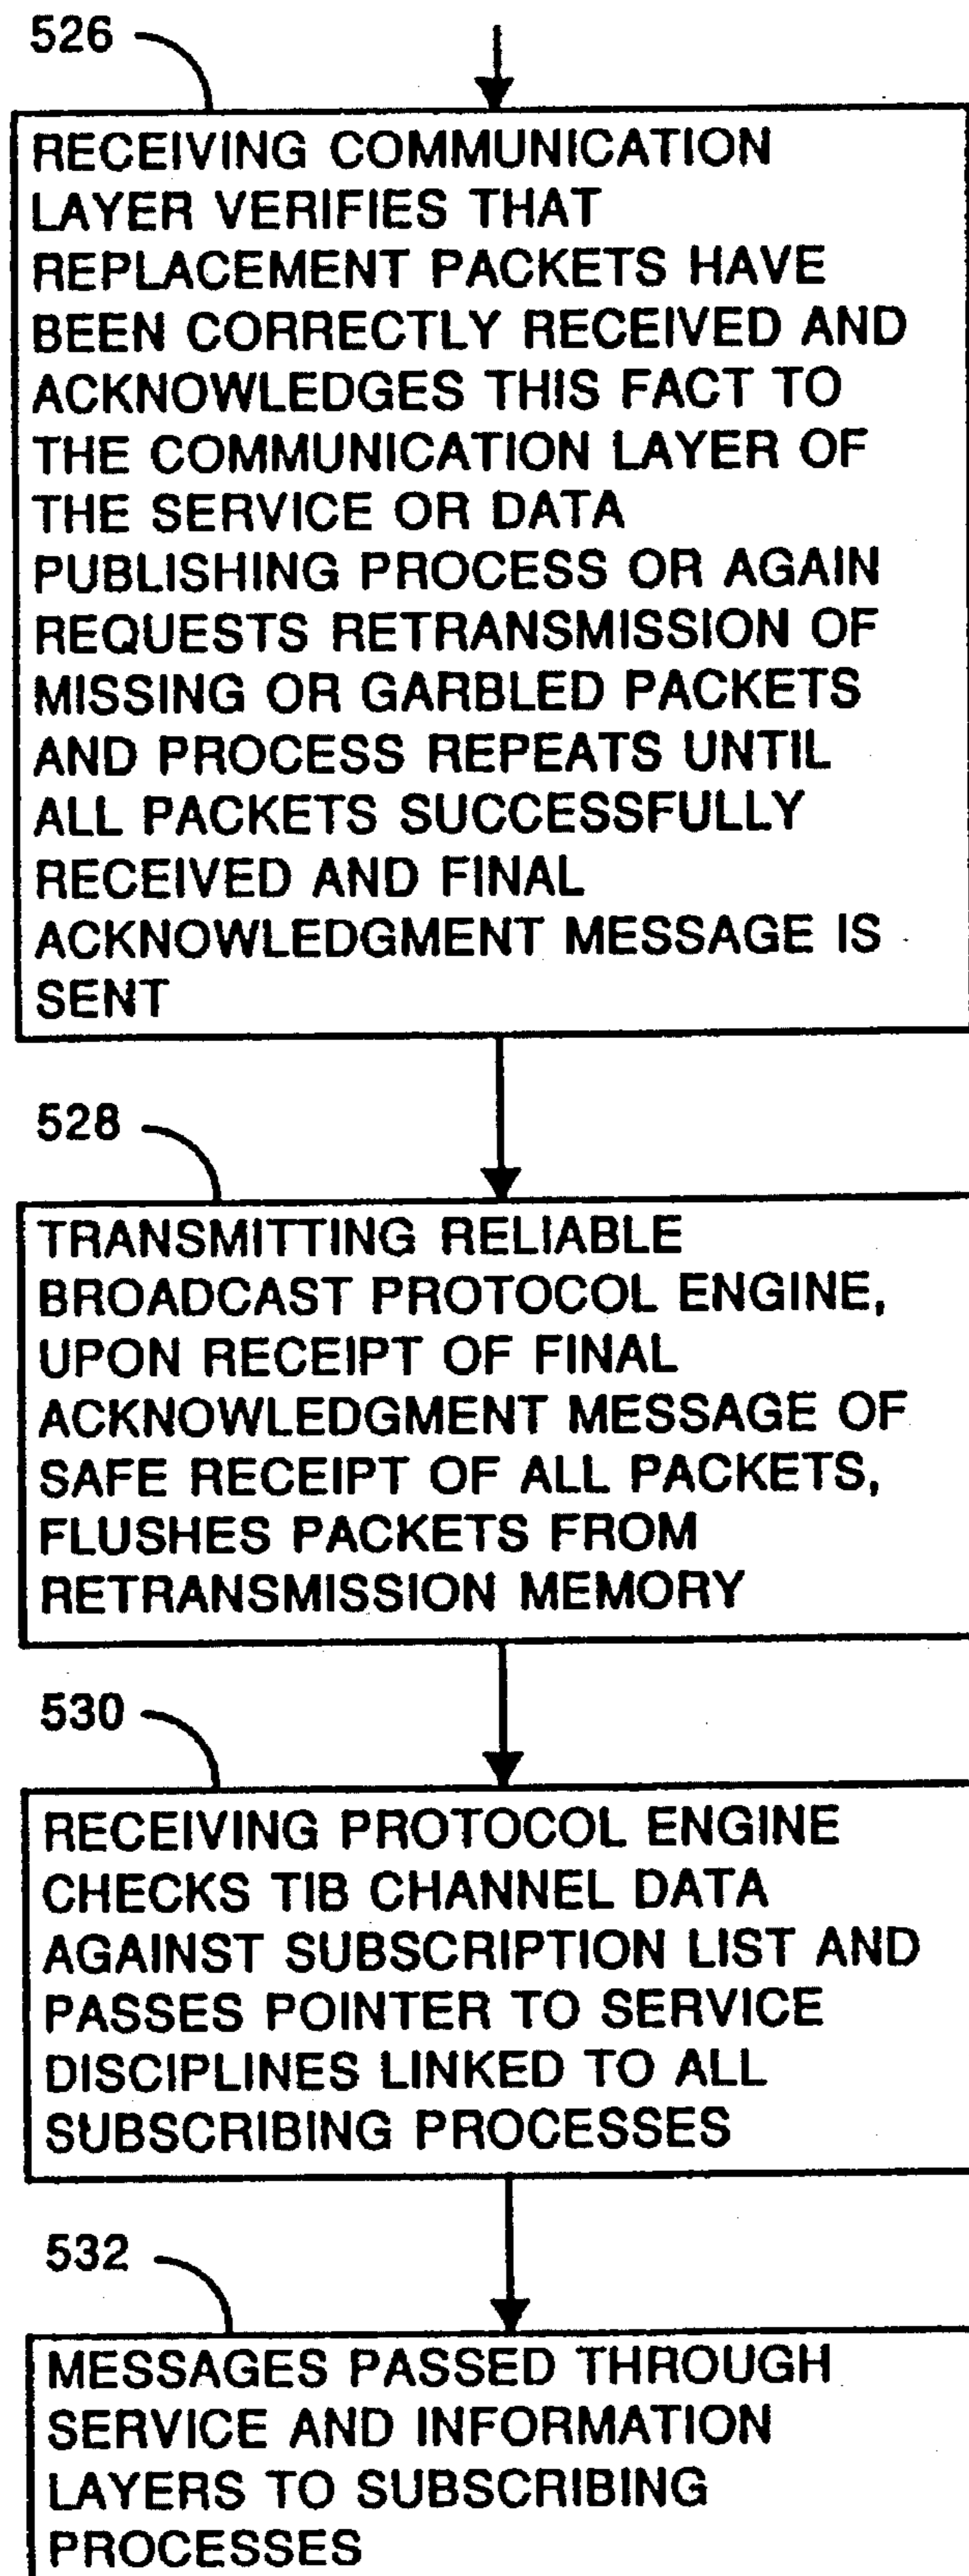 526
RECEIVING COMMUNICATION
LAYER VERIFIES THAT
REPLACEMENT PACKETS HAVE
BEEN CORRECTLY RECEIVED AND
ACKNOWLEDGES THIS FACT TO
THE COMMUNICATION LAYER OF
THE SERVICE OR DATA
PUBLISHING PROCESS OR AGAIN
REQUESTS RETRANSMISSION OF
MISSING OR GARBLED PACKETS
AND PROCESS REPEATS UNTIL
ALL PACKETS SUCCESSFULLY
RECEIVED AND FINAL
ACKNOWLEDGMENT MESSAGE IS
SENT
528
TRANSMITTING RELIABLE
BROADCAST PROTOCOL ENGINE,
UPON RECEIPT OF FINAL
ACKNOWLEDGMENT MESSAGE OF
SAFE RECEIPT OF ALL PACKETS,
FLUSHES PACKETS FROM
RETRANSMISSION MEMORY
530
RECEIVING PROTOCOL ENGINE
CHECKS TIB CHANNEL DATA
AGAINST SUBSCRIPTION LIST AND
PASSES POINTER TO SERVICE
DISCIPLINES LINKED TO ALL
SUBSCRIBING PROCESSES
532
MESSAGES PASSED THROUGH
SERVICE AND INFORMATION
LAYERS TO SUBSCRIBING
PROCESSES